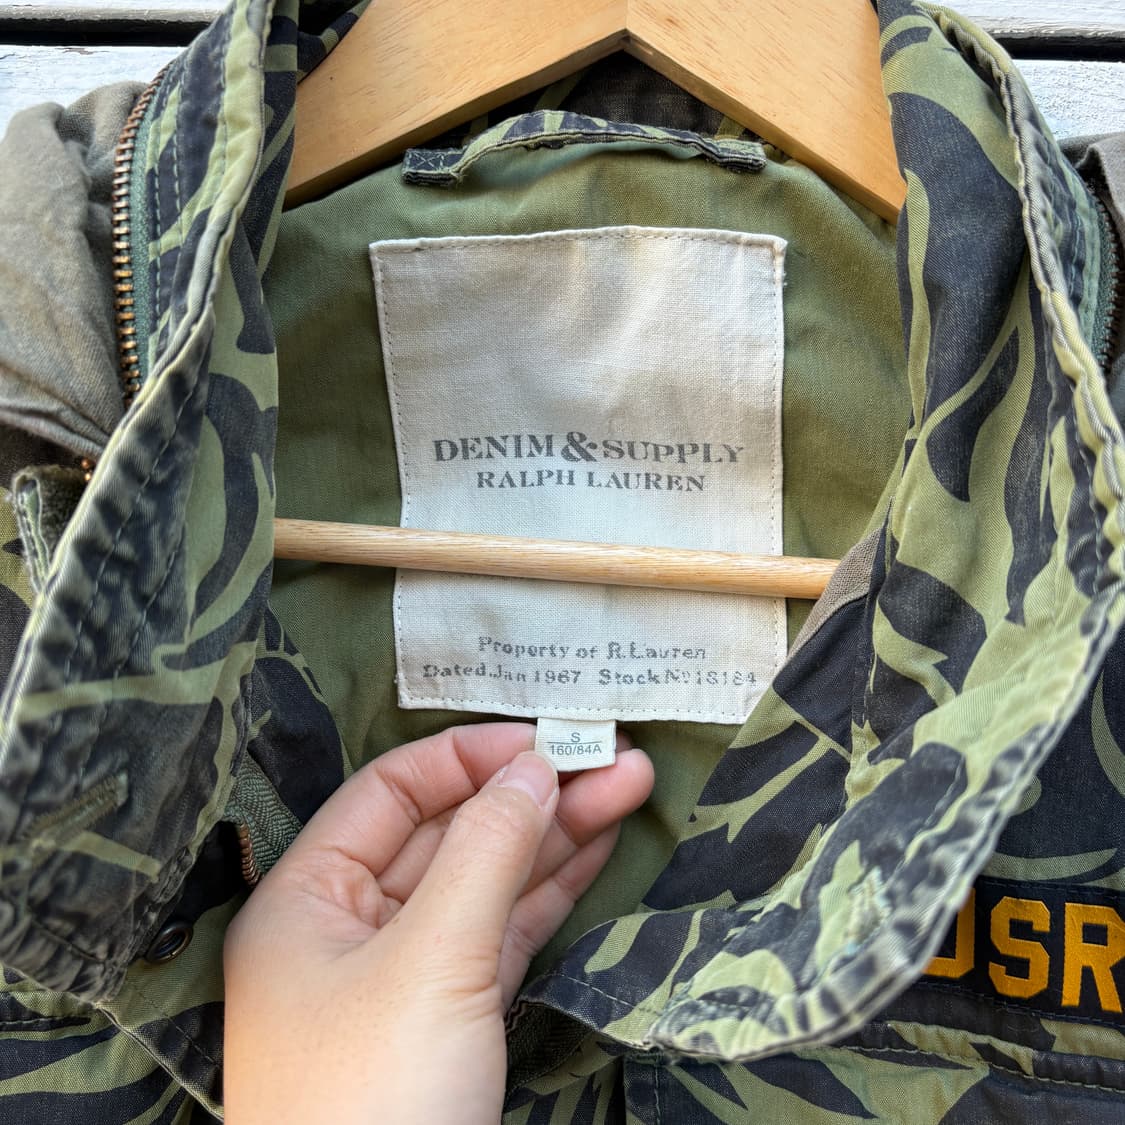 DENIM & SUPPLY
RALPH LAUREN
Property of R.Lauren
Dated.Jan 1967 Stock No 18184
S
160/84A
DSR